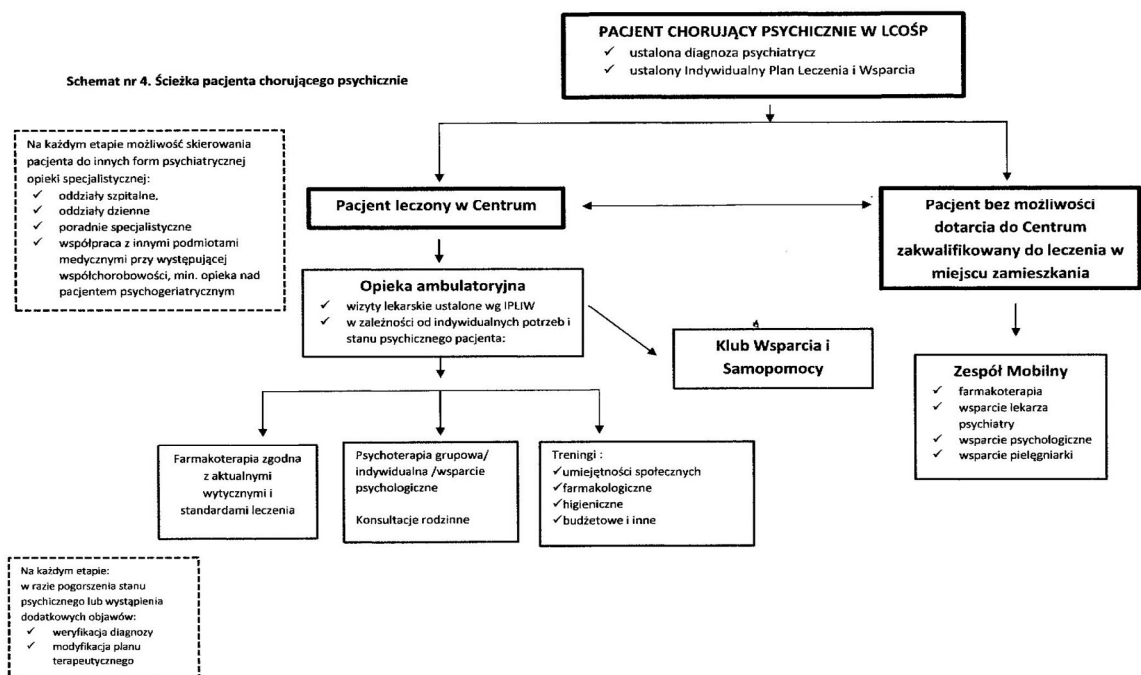 PACJENT CHORUJĄCY PSYCHICZNIE W LCOŚP
✓ ustalona diagnoza psychiatrycz
✓ ustalony Indywidualny Plan Leczenia i Wsparcia
Schemat nr 4. Ścieżka pacjenta chorującego psychicznie
Na każdym etapie możliwość skierowania
pacjenta do innych form psychiatrycznej
opieki specjalistycznej:
✓ oddziały szpitalne,
✓ oddziały dzienne
✓ poradnie specjalistyczne
✓ współpraca z innymi podmiotami
medycznymi przy występującej
współchorobowości, min. opieka nad
pacjentem psychogeriatrycznym
Pacjent leczony w Centrum
Pacjent bez możliwości
dotarcia do Centrum
zakwalifikowany do leczenia w
miejscu zamieszkania
Opieka ambulatoryjna
✓ wizyty lekarskie ustalone wg IPLIW
✓ w zależności od indywidualnych potrzeb i
stanu psychicznego pacjenta:
Klub Wsparcia i
Samopomocy
Zespół Mobilny
✓ farmakoterapia
✓ wsparcie lekarza
psychiatry
✓ wsparcie psychologiczne
✓ wsparcie pielęgniarki
Farmakoterapia zgodna
z aktualnymi
wytycznymi i
standardami leczenia
Psychoterapia grupowa/
indywidualna /wsparcie
psychologiczne
Konsultacje rodzinne
Treningi :
✓umiejętności społecznych
✓farmakologiczne
✓higieniczne
✓budżetowe i inne
Na każdym etapie:
w razie pogorszenia stanu
psychicznego lub wystąpienia
dodatkowych objawów:
✓ weryfikacja diagnozy
✓ modyfikacja planu
terapeutycznego